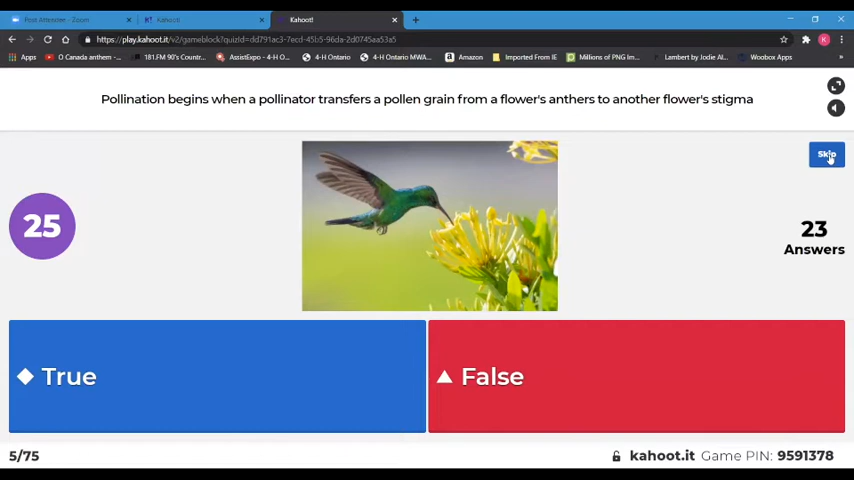 Post Attendee - Zoom
Kahoot!
Kahoot!
https://play.kahoot.it/v2/gameblock?quizId=dd791ac3-7ecd-45b5-96da-2d0745aa53a5
K
Apps
O Canada anthem -...
181.FM 90's Countr...
AssistExpo - 4-H O...
4-H Ontario
4-H Ontario MWA...
Amazon
Imported From IE
Millions of PNG Im...
Lambert by Jodie Al...
Woobox Apps
»
Pollination begins when a pollinator transfers a pollen grain from a flower's anthers to another flower's stigma
Skip
25
23
Answers
True
False
5/75
kahoot.it Game PIN: 9591378